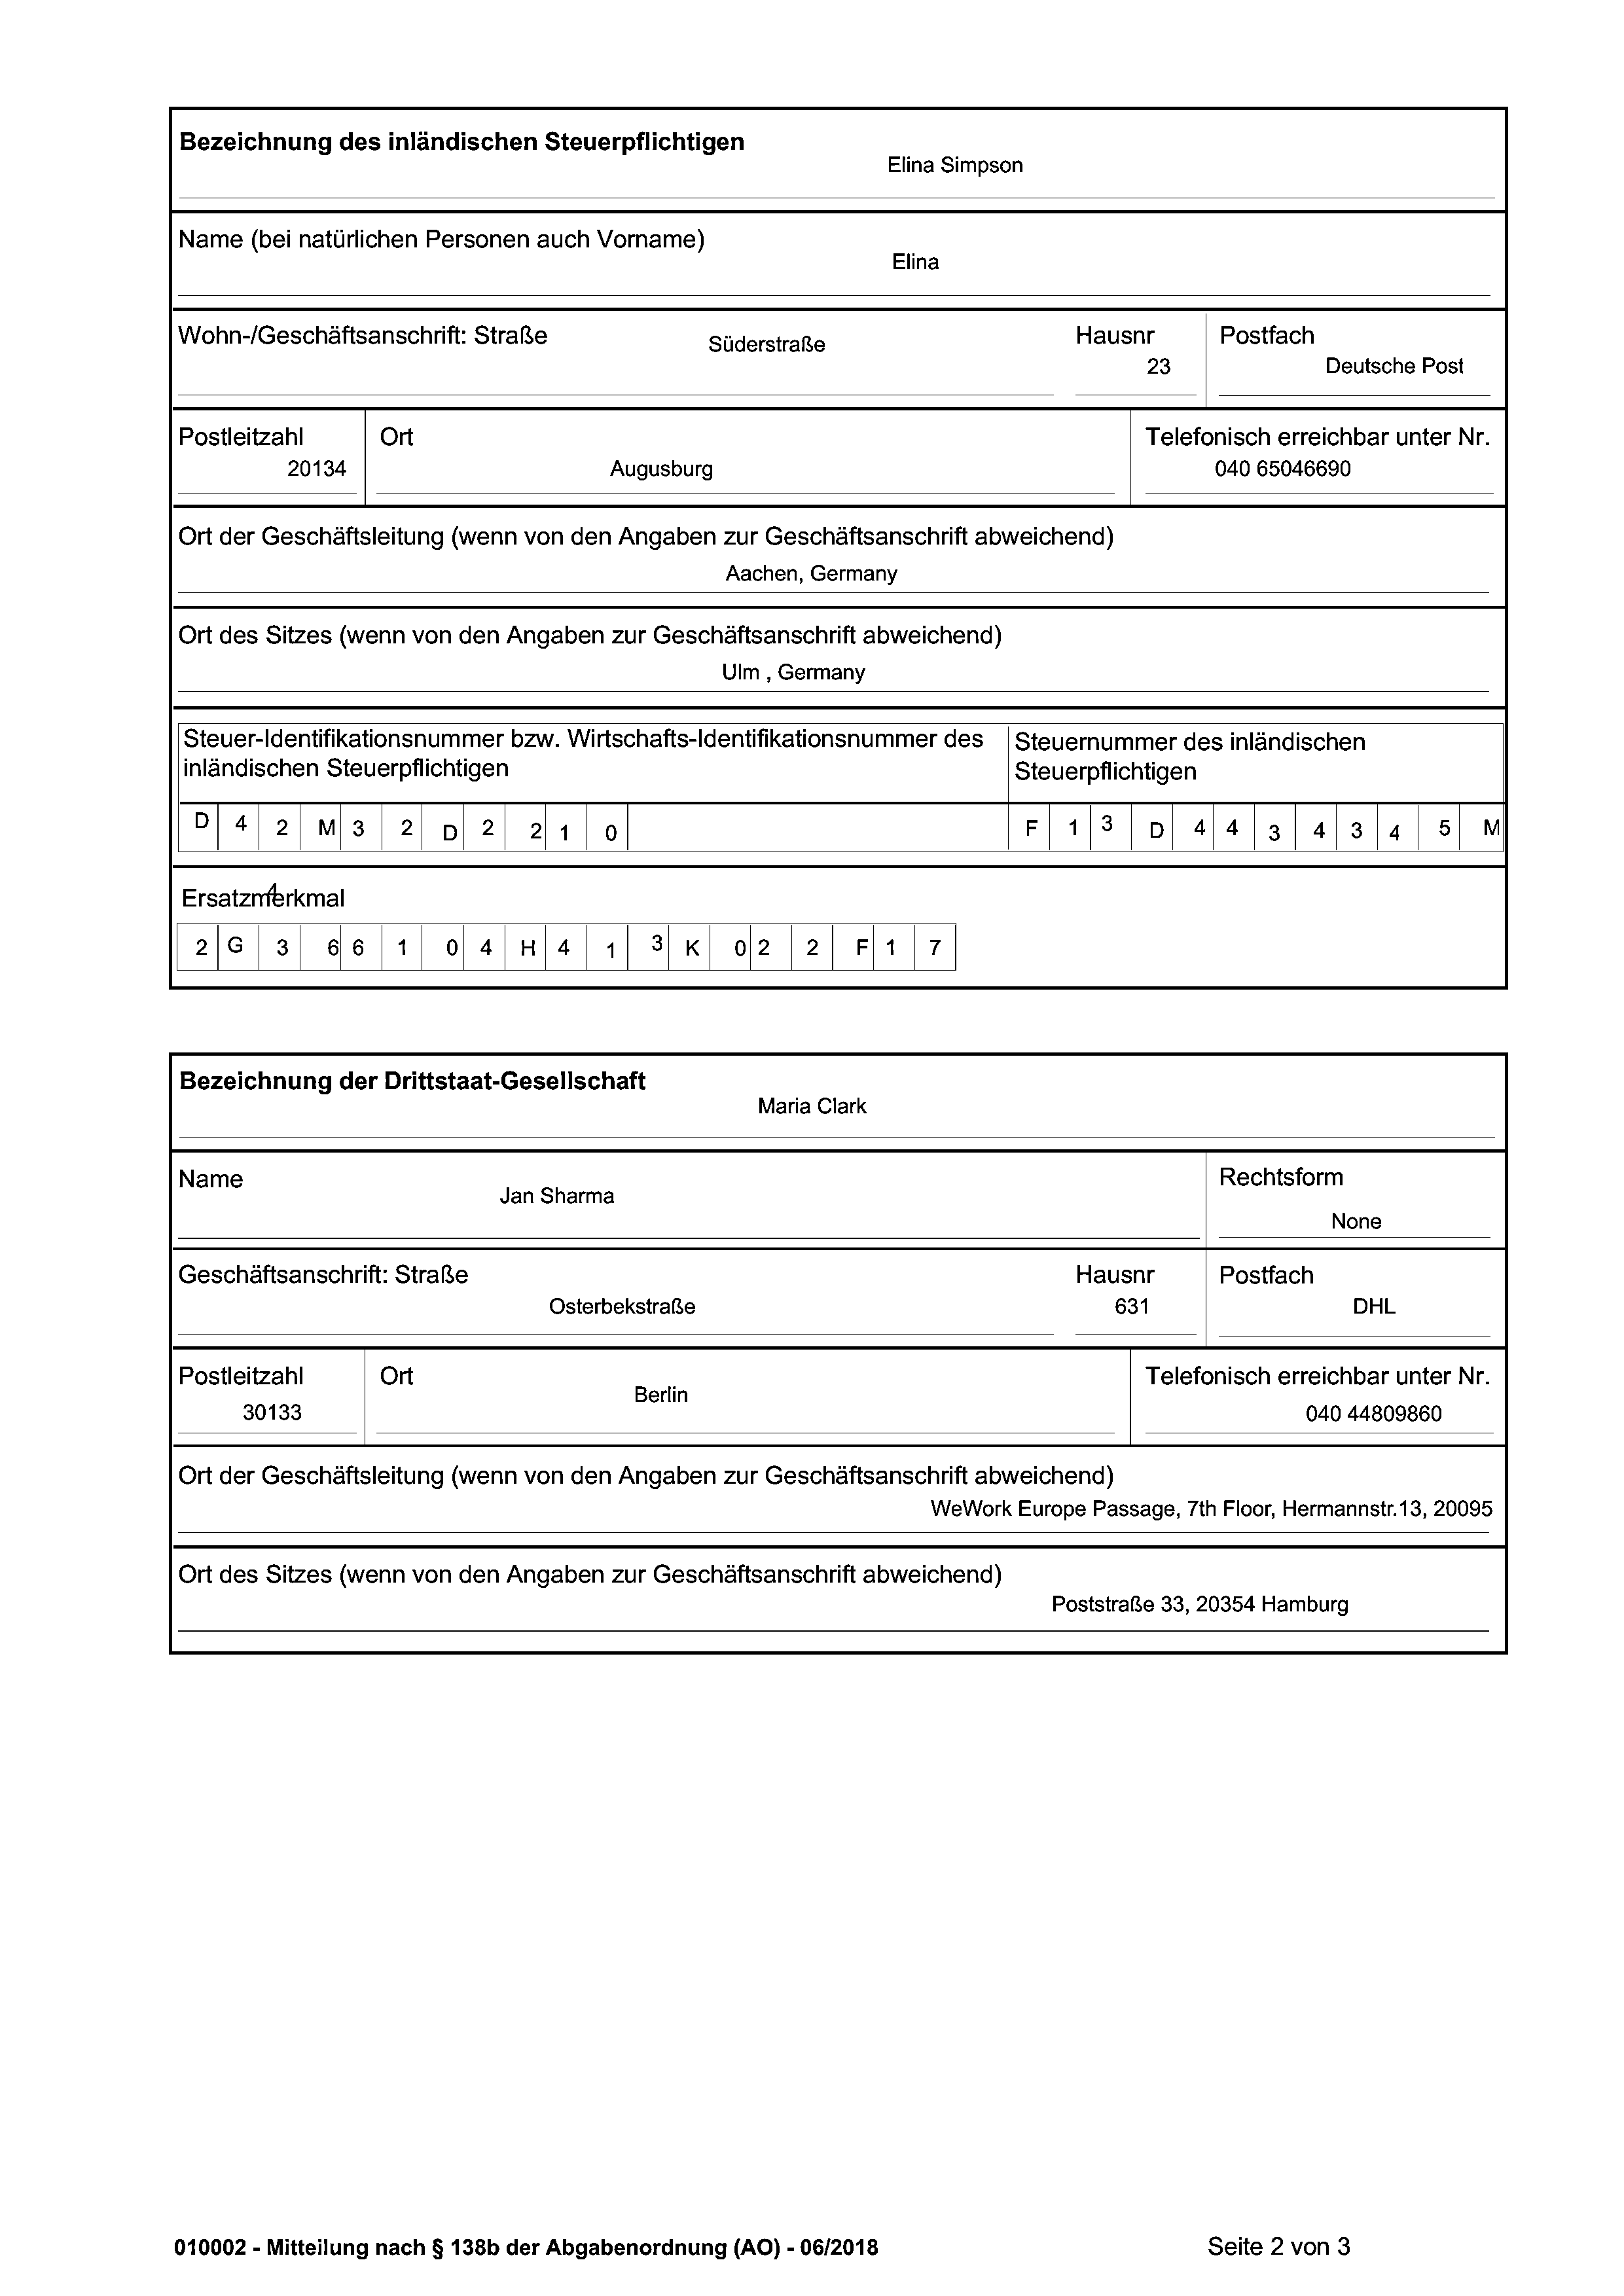 Bezeichnung des inländischen Steuerpflichtigen
Elina Simpson
Name (bei natürlichen Personen auch Vorname)
Elina
Wohn-/Geschäftsanschrift: Straße Süderstraße Hausnr Postfach
23 Deutsche Post
Postleitzahl Ort Telefonisch erreichbar unter Nr.
20134 Augusburg 040 65046690
Ort der Geschäftsleitung (wenn von den Angaben zur Geschäftsanschrift abweichend)
Aachen, Germany
Ort des Sitzes (wenn von den Angaben zur Geschäftsanschrift abweichend)
Ulm , Germany
Steuer-Identifikationsnummer bzw. Wirtschafts-Identifikationsnummer des
inländischen Steuerpflichtigen
Steuernummer des inländischen
Steuerpflichtigen
D 4 2 M 3 2 D 2 2 1 0 F 1 3 D 4 4 3 4 3 4 5 M
Ersatzmerkmal
4
2 G 3 6 6 1 0 4 H 4 1 3 K 0 2 2 F 1 7
Bezeichnung der Drittstaat-Gesellschaft
Maria Clark
Name Rechtsform
Jan Sharma None
Geschäftsanschrift: Straße Hausnr Postfach
Osterbekstraße 631 DHL
Postleitzahl Ort Telefonisch erreichbar unter Nr.
30133 Berlin 040 44809860
Ort der Geschäftsleitung (wenn von den Angaben zur Geschäftsanschrift abweichend)
WeWork Europe Passage, 7th Floor, Hermannstr.13, 20095
Ort des Sitzes (wenn von den Angaben zur Geschäftsanschrift abweichend)
Poststraße 33, 20354 Hamburg
010002 - Mitteilung nach § 138b der Abgabenordnung (AO) - 06/2018 Seite 2 von 3